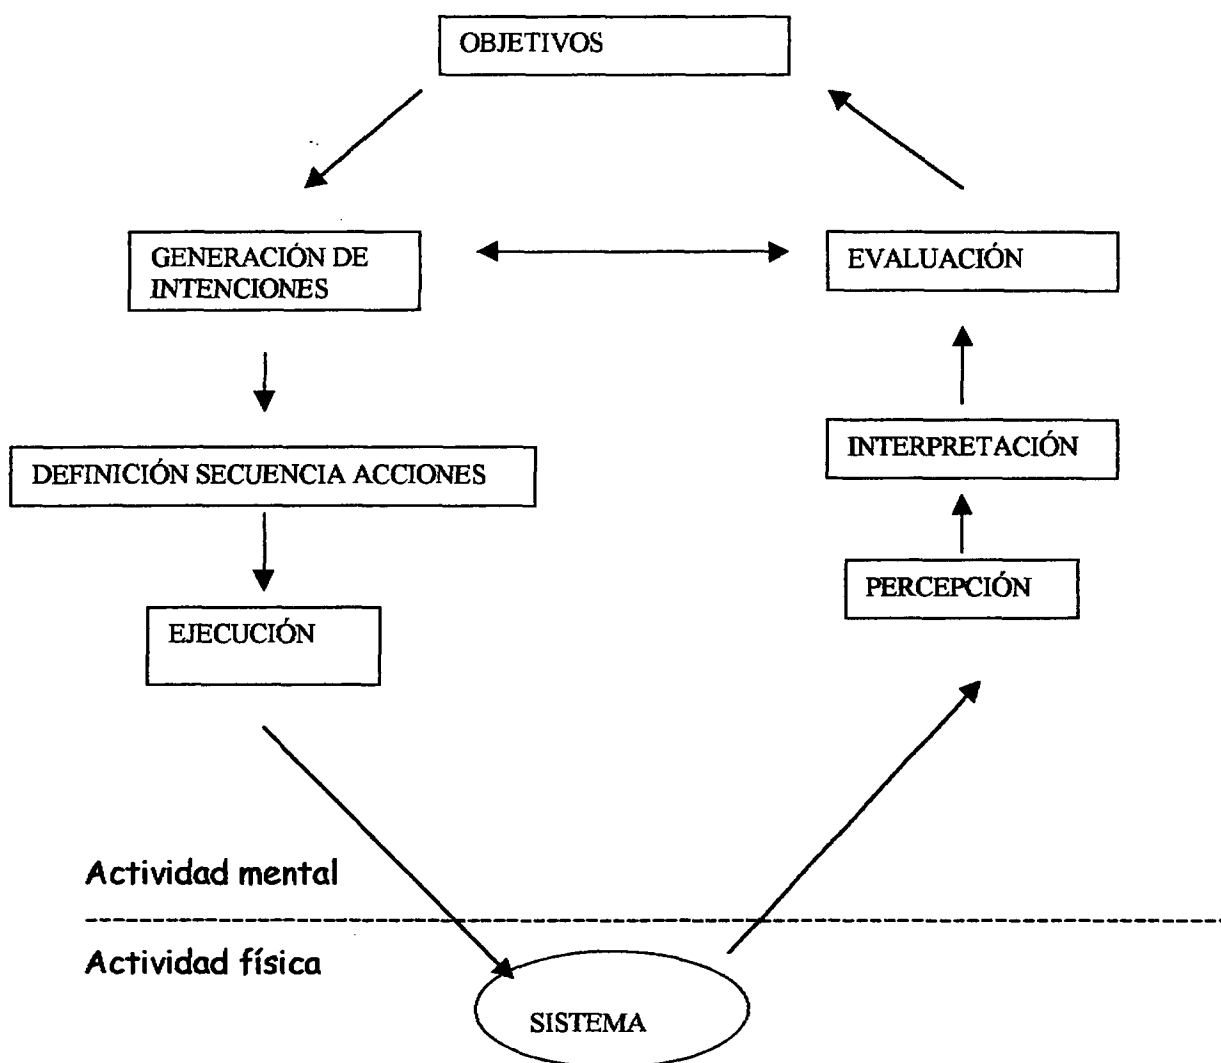 OBJETIVOS
GENERACIÓN DE
INTENCIONES
EVALUACIÓN
DEFINICIÓN SECUENCIA ACCIONES
INTERPRETACIÓN
PERCEPCIÓN
EJECUCIÓN
Actividad mental
Actividad física
SISTEMA